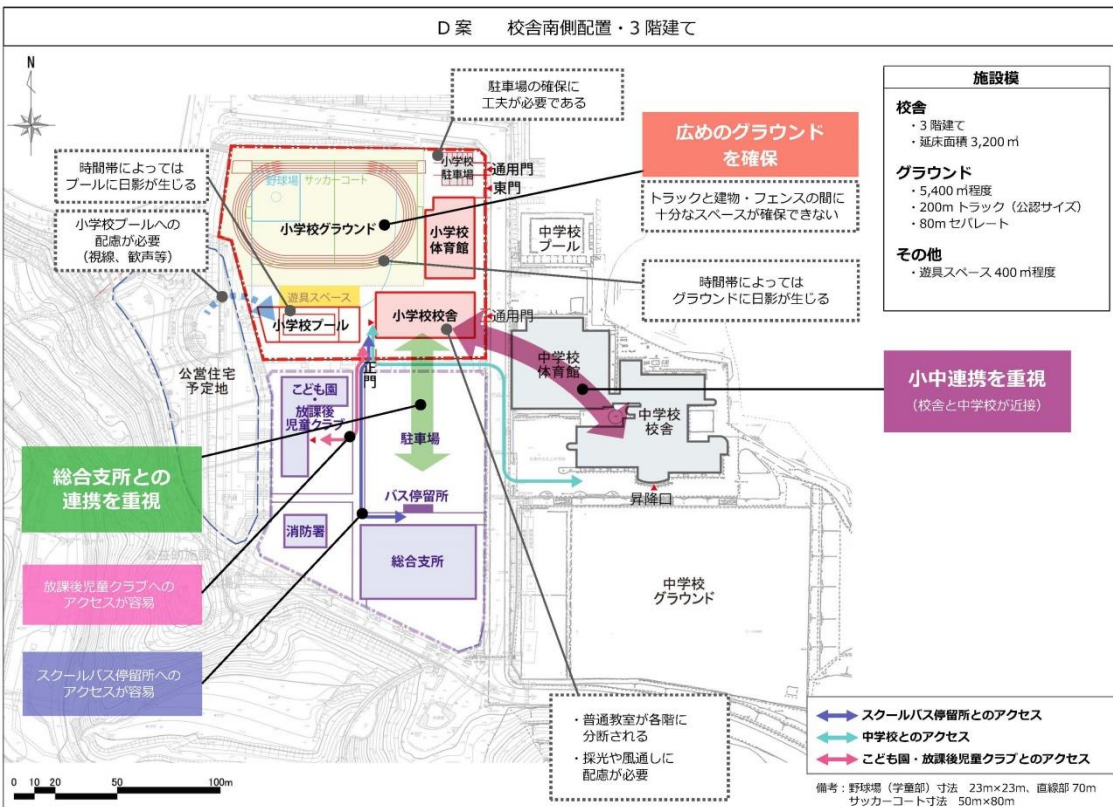 D案　校舎南側配置・3階建て
N
駐車場の確保に
工夫が必要である
施設模
校舎
・3階建て
・延床面積 3,200㎡
グラウンド
・5,400㎡程度
・200mトラック（公認サイズ）
・80mセパレート
その他
・遊具スペース 400㎡程度
広めのグラウンド
を確保
トラックと建物・フェンスの間に
十分なスペースが確保できない
時間帯によっては
プールに日影が生じる
小学校プールへの
配慮が必要
（視線、歓声等）
小学校
駐車場
通用門
東門
野球場
サッカーコート
小学校グラウンド
小学校
体育館
中学校
プール
時間帯によっては
グラウンドに日影が生じる
遊具スペース
小学校プール
小学校校舎
通用門
正門
公営住宅
予定地
中学校
体育館
中学校
校舎
小中連携を重視
（校舎と中学校が近接）
こども園・
放課後
児童クラブ
駐車場
総合支所との
連携を重視
バス停留所
昇降口
消防署
総合支所
中学校
グラウンド
放課後児童クラブへの
アクセスが容易
スクールバス停留所への
アクセスが容易
・普通教室が各階に
分断される
・採光や風通しに
配慮が必要
スクールバス停留所とのアクセス
中学校とのアクセス
こども園・放課後児童クラブとのアクセス
0 10 20 50 100m
備考：野球場（学童部）寸法　23m×23m、直線部 70m
サッカーコート寸法　50m×80m